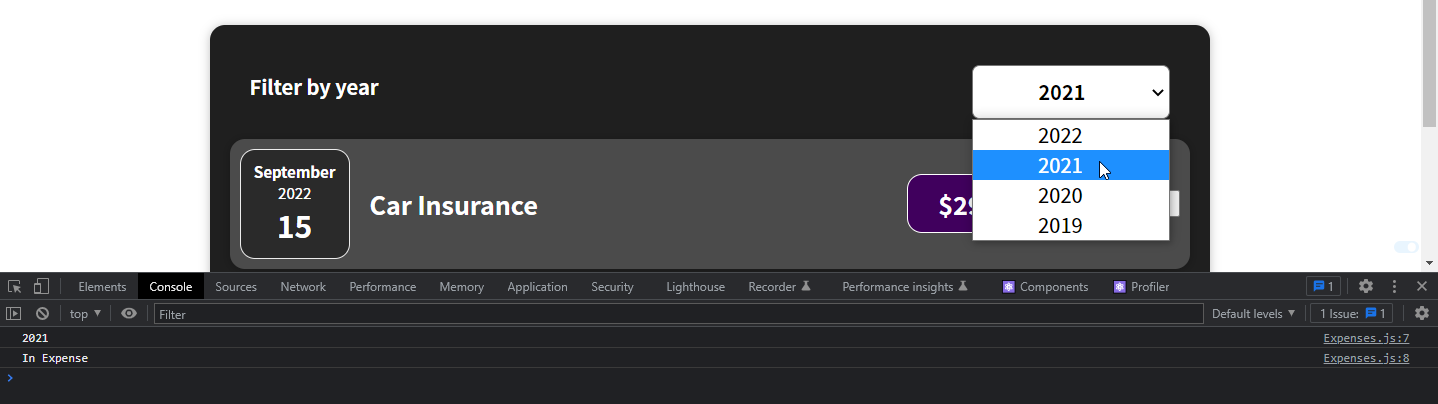 Filter by year
2021
2022
2021
2020
2019
September
2022
15
Car Insurance
Elements Console Sources Network Performance Memory Application Security Lighthouse Recorder Performance insights Components Profiler 1
top Filter Default levels 1 Issue: 1
2021 Expenses.js:7
In Expense Expenses.js:8